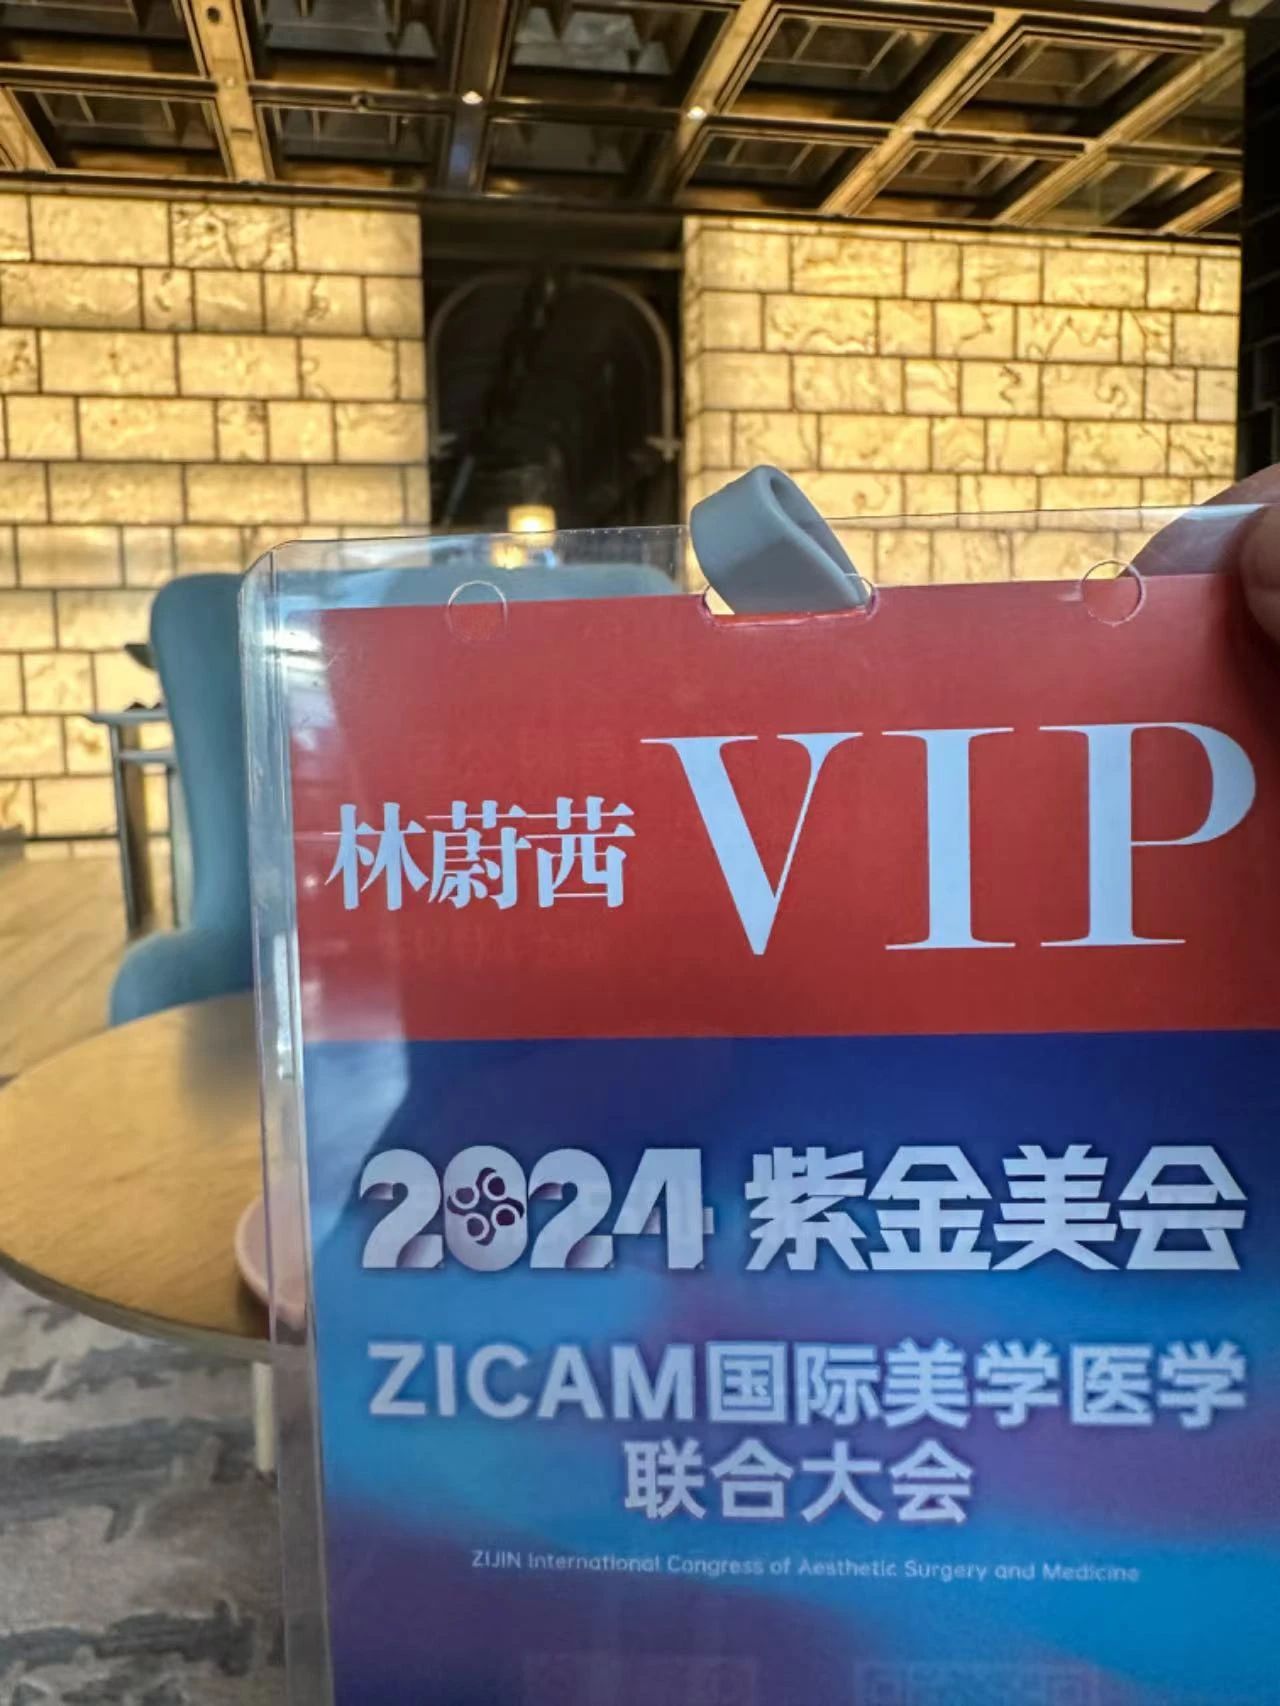 林蔚茜 VIP
2024 紫金美会
ZICAM国际美学医学
联合大会
ZIJIN International Congress of Aesthetic Surgery and Medicine